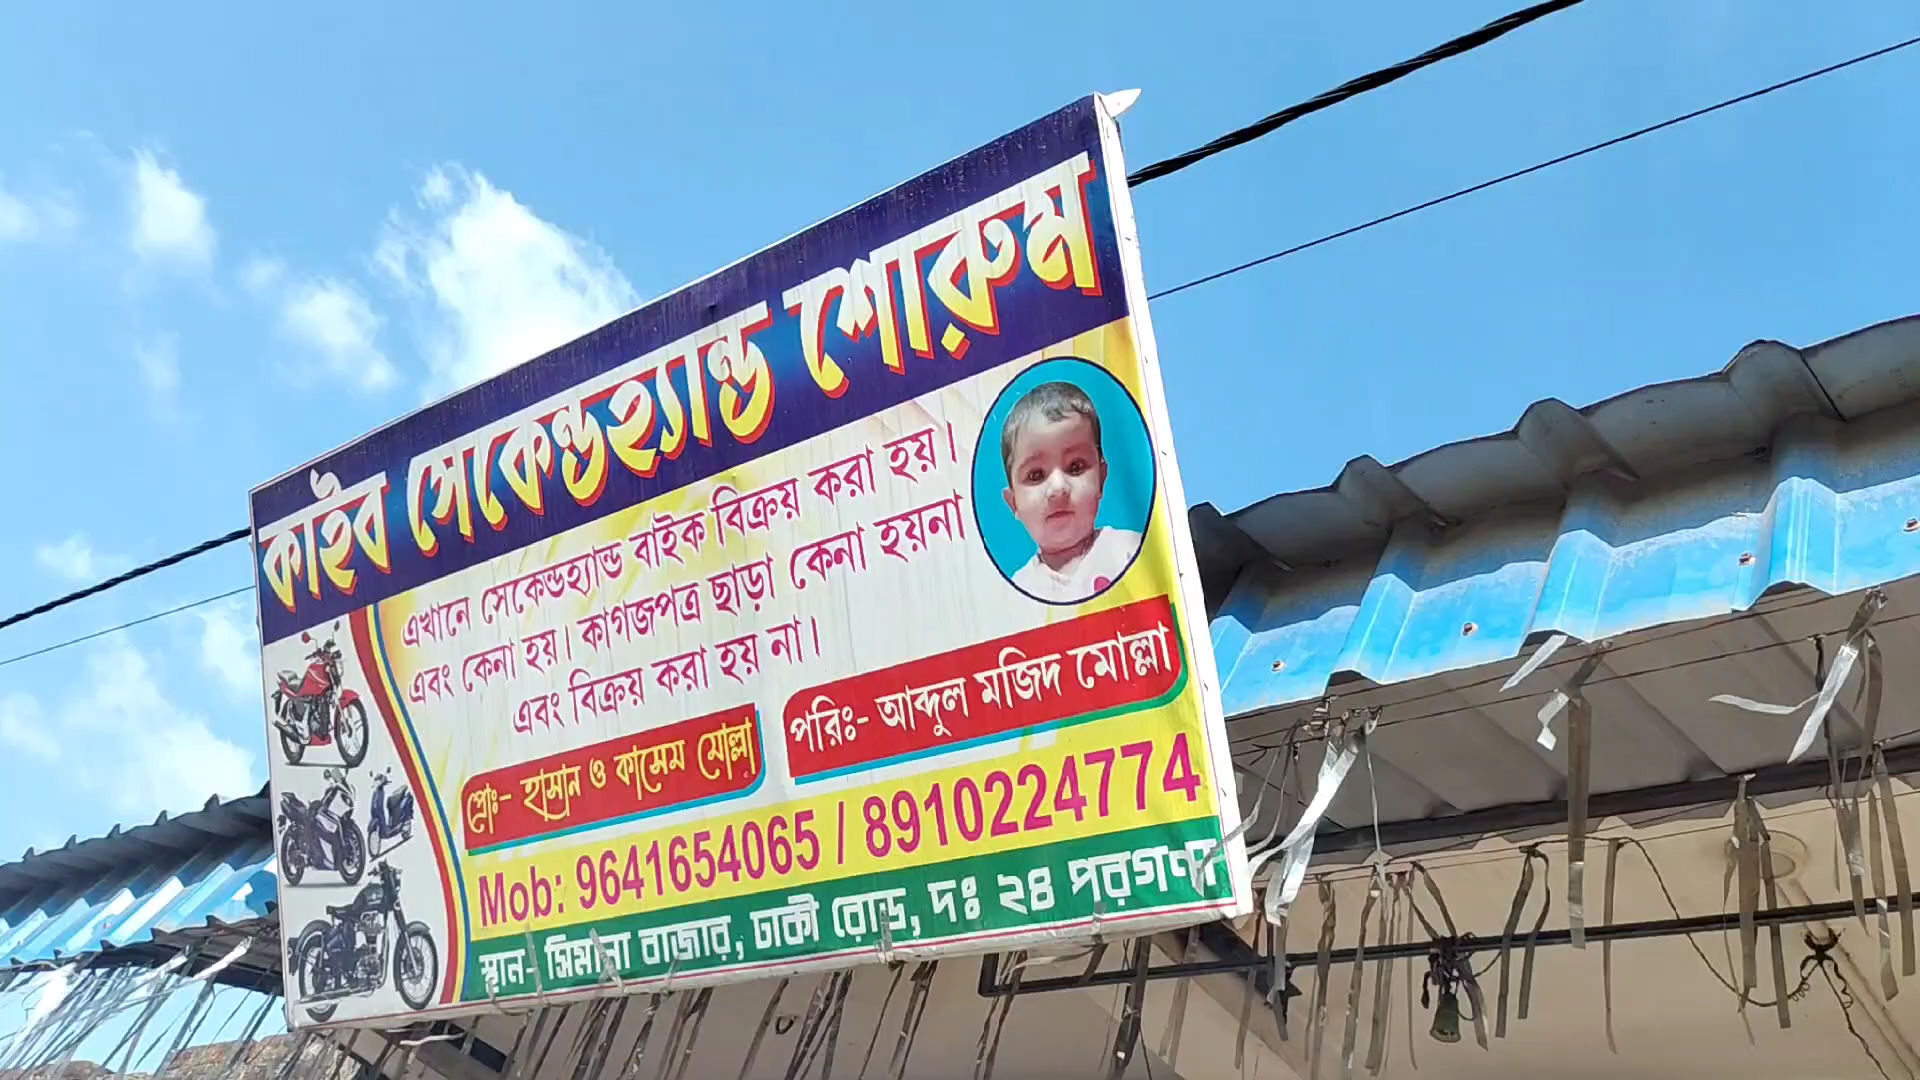 কাইব সেকেন্ডহ্যান্ড শোরুম
এখানে সেকেন্ডহ্যান্ড বাইক বিক্রয় করা হয়।
এবং কেনা হয়। কাগজপত্র ছাড়া কেনা হয়না
এবং বিক্রয় করা হয় না।
প্রোঃ- হাসান ও কাসেম মোল্লা
পরিঃ- আব্দুল মজিদ মোল্লা
Mob: 9641654065 / 8910224774
স্থান- সিমানা বাজার, ঢাকী রোড, দঃ ২৪ পরগণা